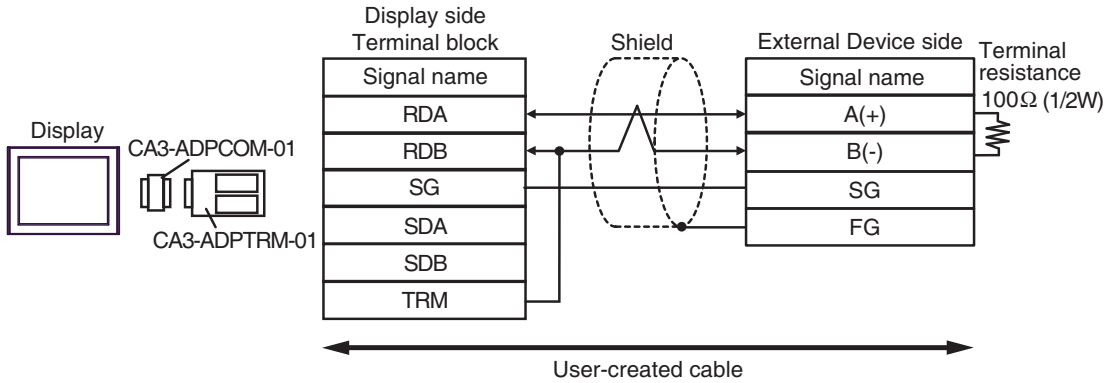 Display side
Terminal block
Shield
External Device side
Terminal
resistance
100Ω (1/2W)
Signal name
Signal name
RDA
A(+)
Display
CA3-ADPCOM-01
RDB
B(-)
SG
SG
CA3-ADPTRM-01
SDA
FG
SDB
TRM
User-created cable